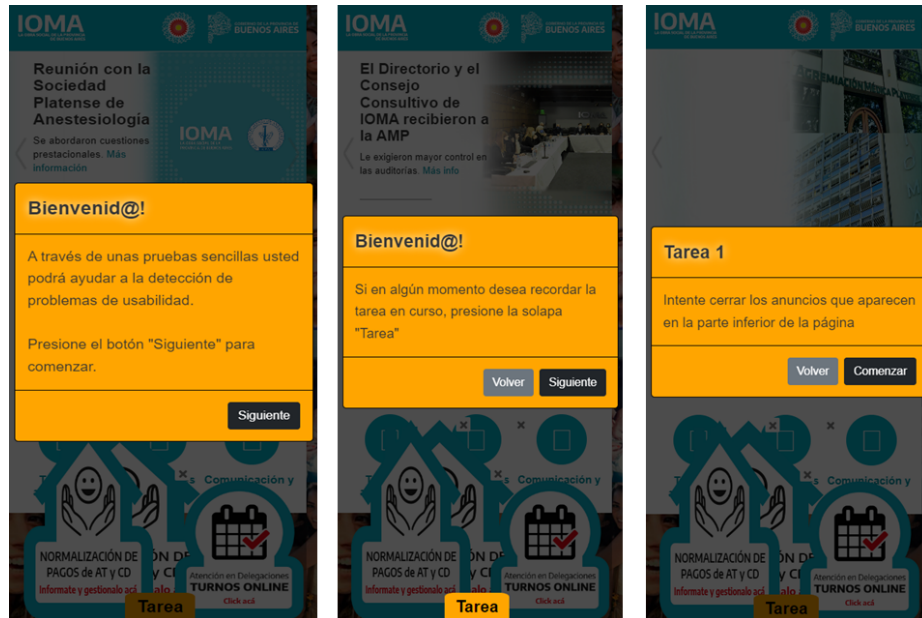 IOMA
BUENOS AIRES
Reunión con la
Sociedad
Platense de
Anestesiología
Se abordaron cuestiones
prestacionales. Más
información
IOMA
Bienvenid@!
A través de unas pruebas sencillas usted
podrá ayudar a la detección de
problemas de usabilidad.
Presione el botón "Siguiente" para
comenzar.
Siguiente
Comunicación y
NORMALIZACIÓN DE
PAGOS de AT y CD
Informate y gestionalo acá
Atención en Delegaciones
TURNOS ONLINE
Click acá
Tarea
IOMA
BUENOS AIRES
El Directorio y el
Consejo
Consultivo de
IOMA recibieron a
la AMP
Le exigieron mayor control en
las auditorías. Más info
Bienvenid@!
Si en algún momento desea recordar la
tarea en curso, presione la solapa
"Tarea"
Volver
Siguiente
Comunicación y
NORMALIZACIÓN DE
PAGOS de AT y CD
Informate y gestionalo acá
Atención en Delegaciones
TURNOS ONLINE
Click acá
Tarea
IOMA
BUENOS AIRES
AGREMIACIÓN MÉDICA PLATENSE
Tarea 1
Intente cerrar los anuncios que aparecen
en la parte inferior de la página
Volver
Comenzar
Comunicación y
NORMALIZACIÓN DE
PAGOS de AT y CD
Informate y gestionalo acá
Atención en Delegaciones
TURNOS ONLINE
Click acá
Tarea